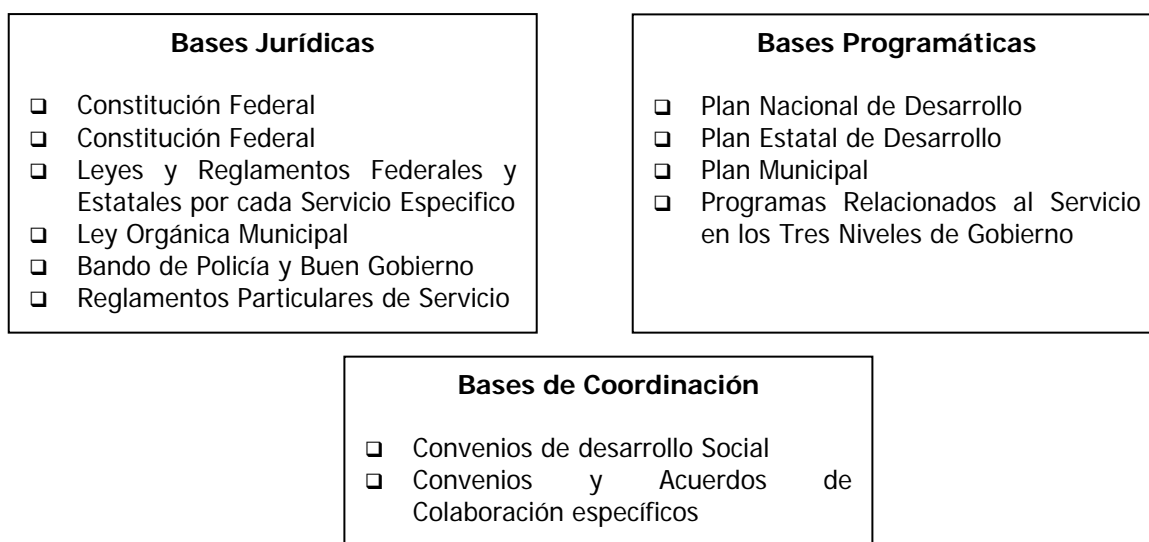 Bases Jurídicas
❑ Constitución Federal
❑ Constitución Federal
❑ Leyes y Reglamentos Federales y
Estatales por cada Servicio Especifico
❑ Ley Orgánica Municipal
❑ Bando de Policía y Buen Gobierno
❑ Reglamentos Particulares de Servicio
Bases Programáticas
❑ Plan Nacional de Desarrollo
❑ Plan Estatal de Desarrollo
❑ Plan Municipal
❑ Programas Relacionados al Servicio
en los Tres Niveles de Gobierno
Bases de Coordinación
❑ Convenios de desarrollo Social
❑ Convenios y Acuerdos de
Colaboración específicos